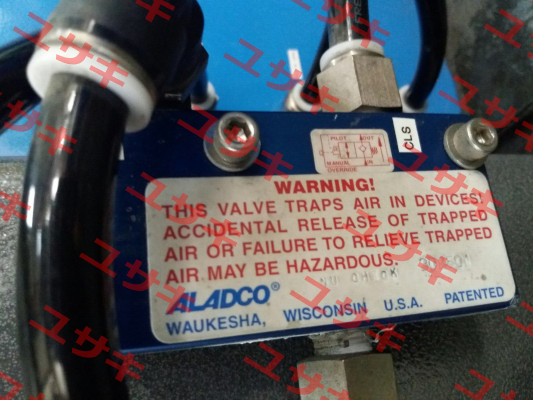 CLS
PILOT OUT
MANUAL IN
OVERRIDE
WARNING!
THIS VALVE TRAPS AIR IN DEVICES!
ACCIDENTAL RELEASE OF TRAPPED
AIR OR FAILURE TO RELIEVE TRAPPED
AIR MAY BE HAZARDOUS.
ALADCO®
WAUKESHA, WISCONSIN U.S.A. PATENTED
ユサキ